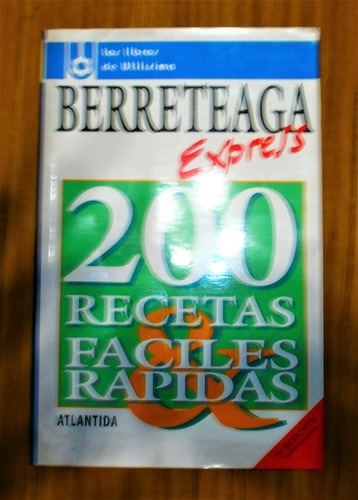 los libros
de Utilísima
BERRETEAGA
Express
200
RECETAS
&
FACILES
RAPIDAS
ATLANTIDA